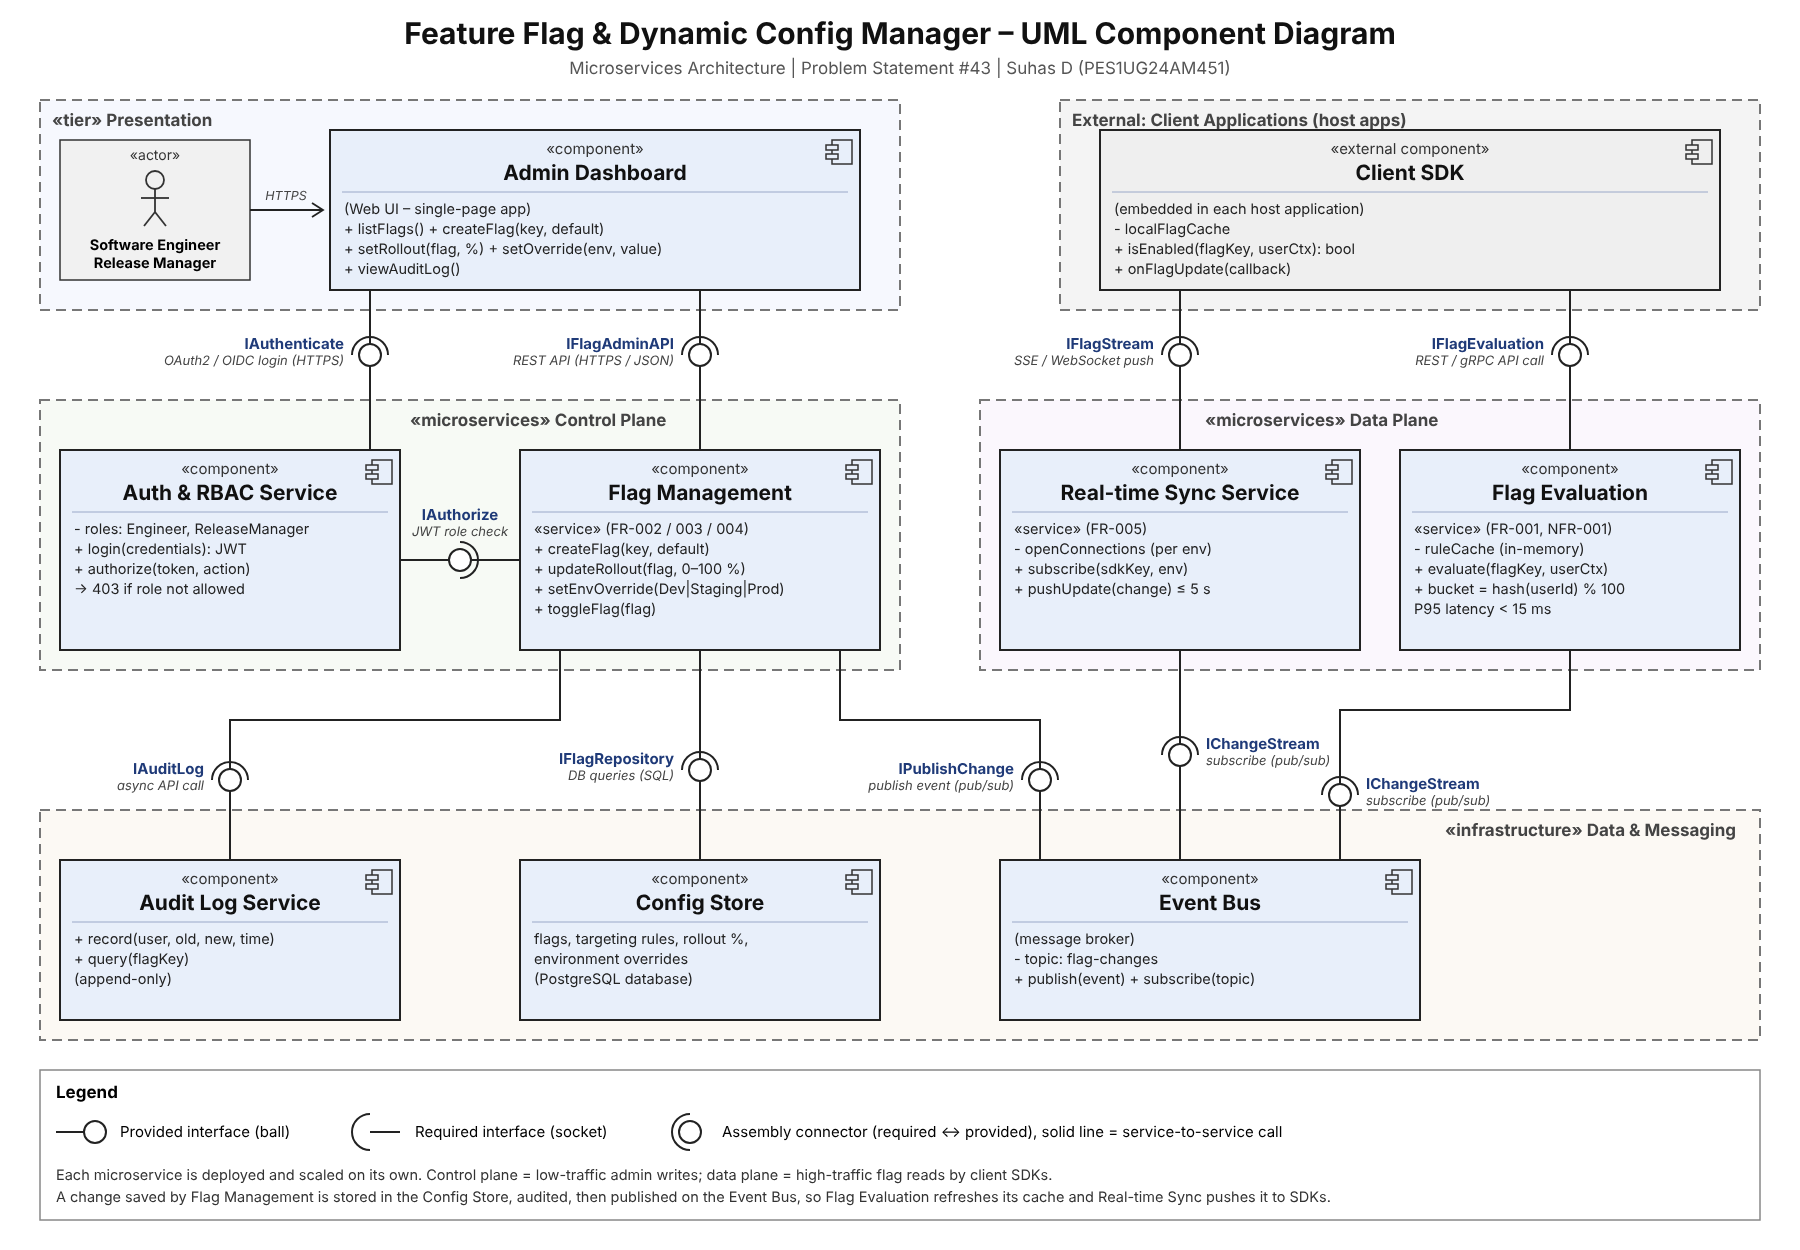 Feature Flag & Dynamic Config Manager – UML Component Diagram
Microservices Architecture | Problem Statement #43 | Suhas D (PES1UG24AM451)
«tier» Presentation
«actor»
Software Engineer
Release Manager
HTTPS
«component»
Admin Dashboard
(Web UI – single-page app)
+ listFlags() + createFlag(key, default)
+ setRollout(flag, %) + setOverride(env, value)
+ viewAuditLog()
External: Client Applications (host apps)
«external component»
Client SDK
(embedded in each host application)
- localFlagCache
+ isEnabled(flagKey, userCtx): bool
+ onFlagUpdate(callback)
IAuthenticate
OAuth2 / OIDC login (HTTPS)
IFlagAdminAPI
REST API (HTTPS / JSON)
IFlagStream
SSE / WebSocket push
IFlagEvaluation
REST / gRPC API call
«microservices» Control Plane
«component»
Auth & RBAC Service
- roles: Engineer, ReleaseManager
+ login(credentials): JWT
+ authorize(token, action)
→ 403 if role not allowed
IAuthorize
JWT role check
«component»
Flag Management
«service» (FR-002 / 003 / 004)
+ createFlag(key, default)
+ updateRollout(flag, 0–100 %)
+ setEnvOverride(Dev|Staging|Prod)
+ toggleFlag(flag)
«microservices» Data Plane
«component»
Real-time Sync Service
«service» (FR-005)
- openConnections (per env)
+ subscribe(sdkKey, env)
+ pushUpdate(change) ≤ 5 s
«component»
Flag Evaluation
«service» (FR-001, NFR-001)
- ruleCache (in-memory)
+ evaluate(flagKey, userCtx)
+ bucket = hash(userId) % 100
P95 latency < 15 ms
IAuditLog
async API call
IFlagRepository
DB queries (SQL)
IPublishChange
publish event (pub/sub)
IChangeStream
subscribe (pub/sub)
IChangeStream
subscribe (pub/sub)
«infrastructure» Data & Messaging
«component»
Audit Log Service
+ record(user, old, new, time)
+ query(flagKey)
(append-only)
«component»
Config Store
flags, targeting rules, rollout %,
environment overrides
(PostgreSQL database)
«component»
Event Bus
(message broker)
- topic: flag-changes
+ publish(event) + subscribe(topic)
Legend
Provided interface (ball)
Required interface (socket)
Assembly connector (required ↔ provided), solid line = service-to-service call
Each microservice is deployed and scaled on its own. Control plane = low-traffic admin writes; data plane = high-traffic flag reads by client SDKs.
A change saved by Flag Management is stored in the Config Store, audited, then published on the Event Bus, so Flag Evaluation refreshes its cache and Real-time Sync pushes it to SDKs.